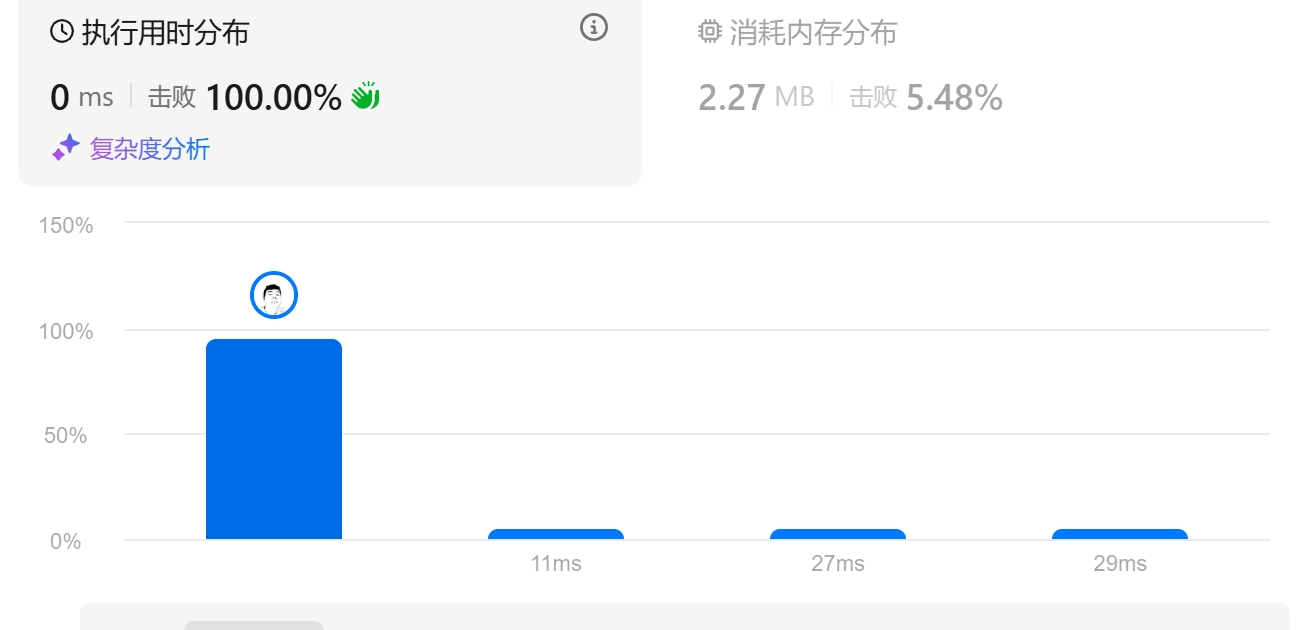 执行用时分布
0 ms 击败 100.00%
复杂度分析
消耗内存分布
2.27 MB 击败 5.48%
150%
100%
50%
0%
11ms 27ms 29ms